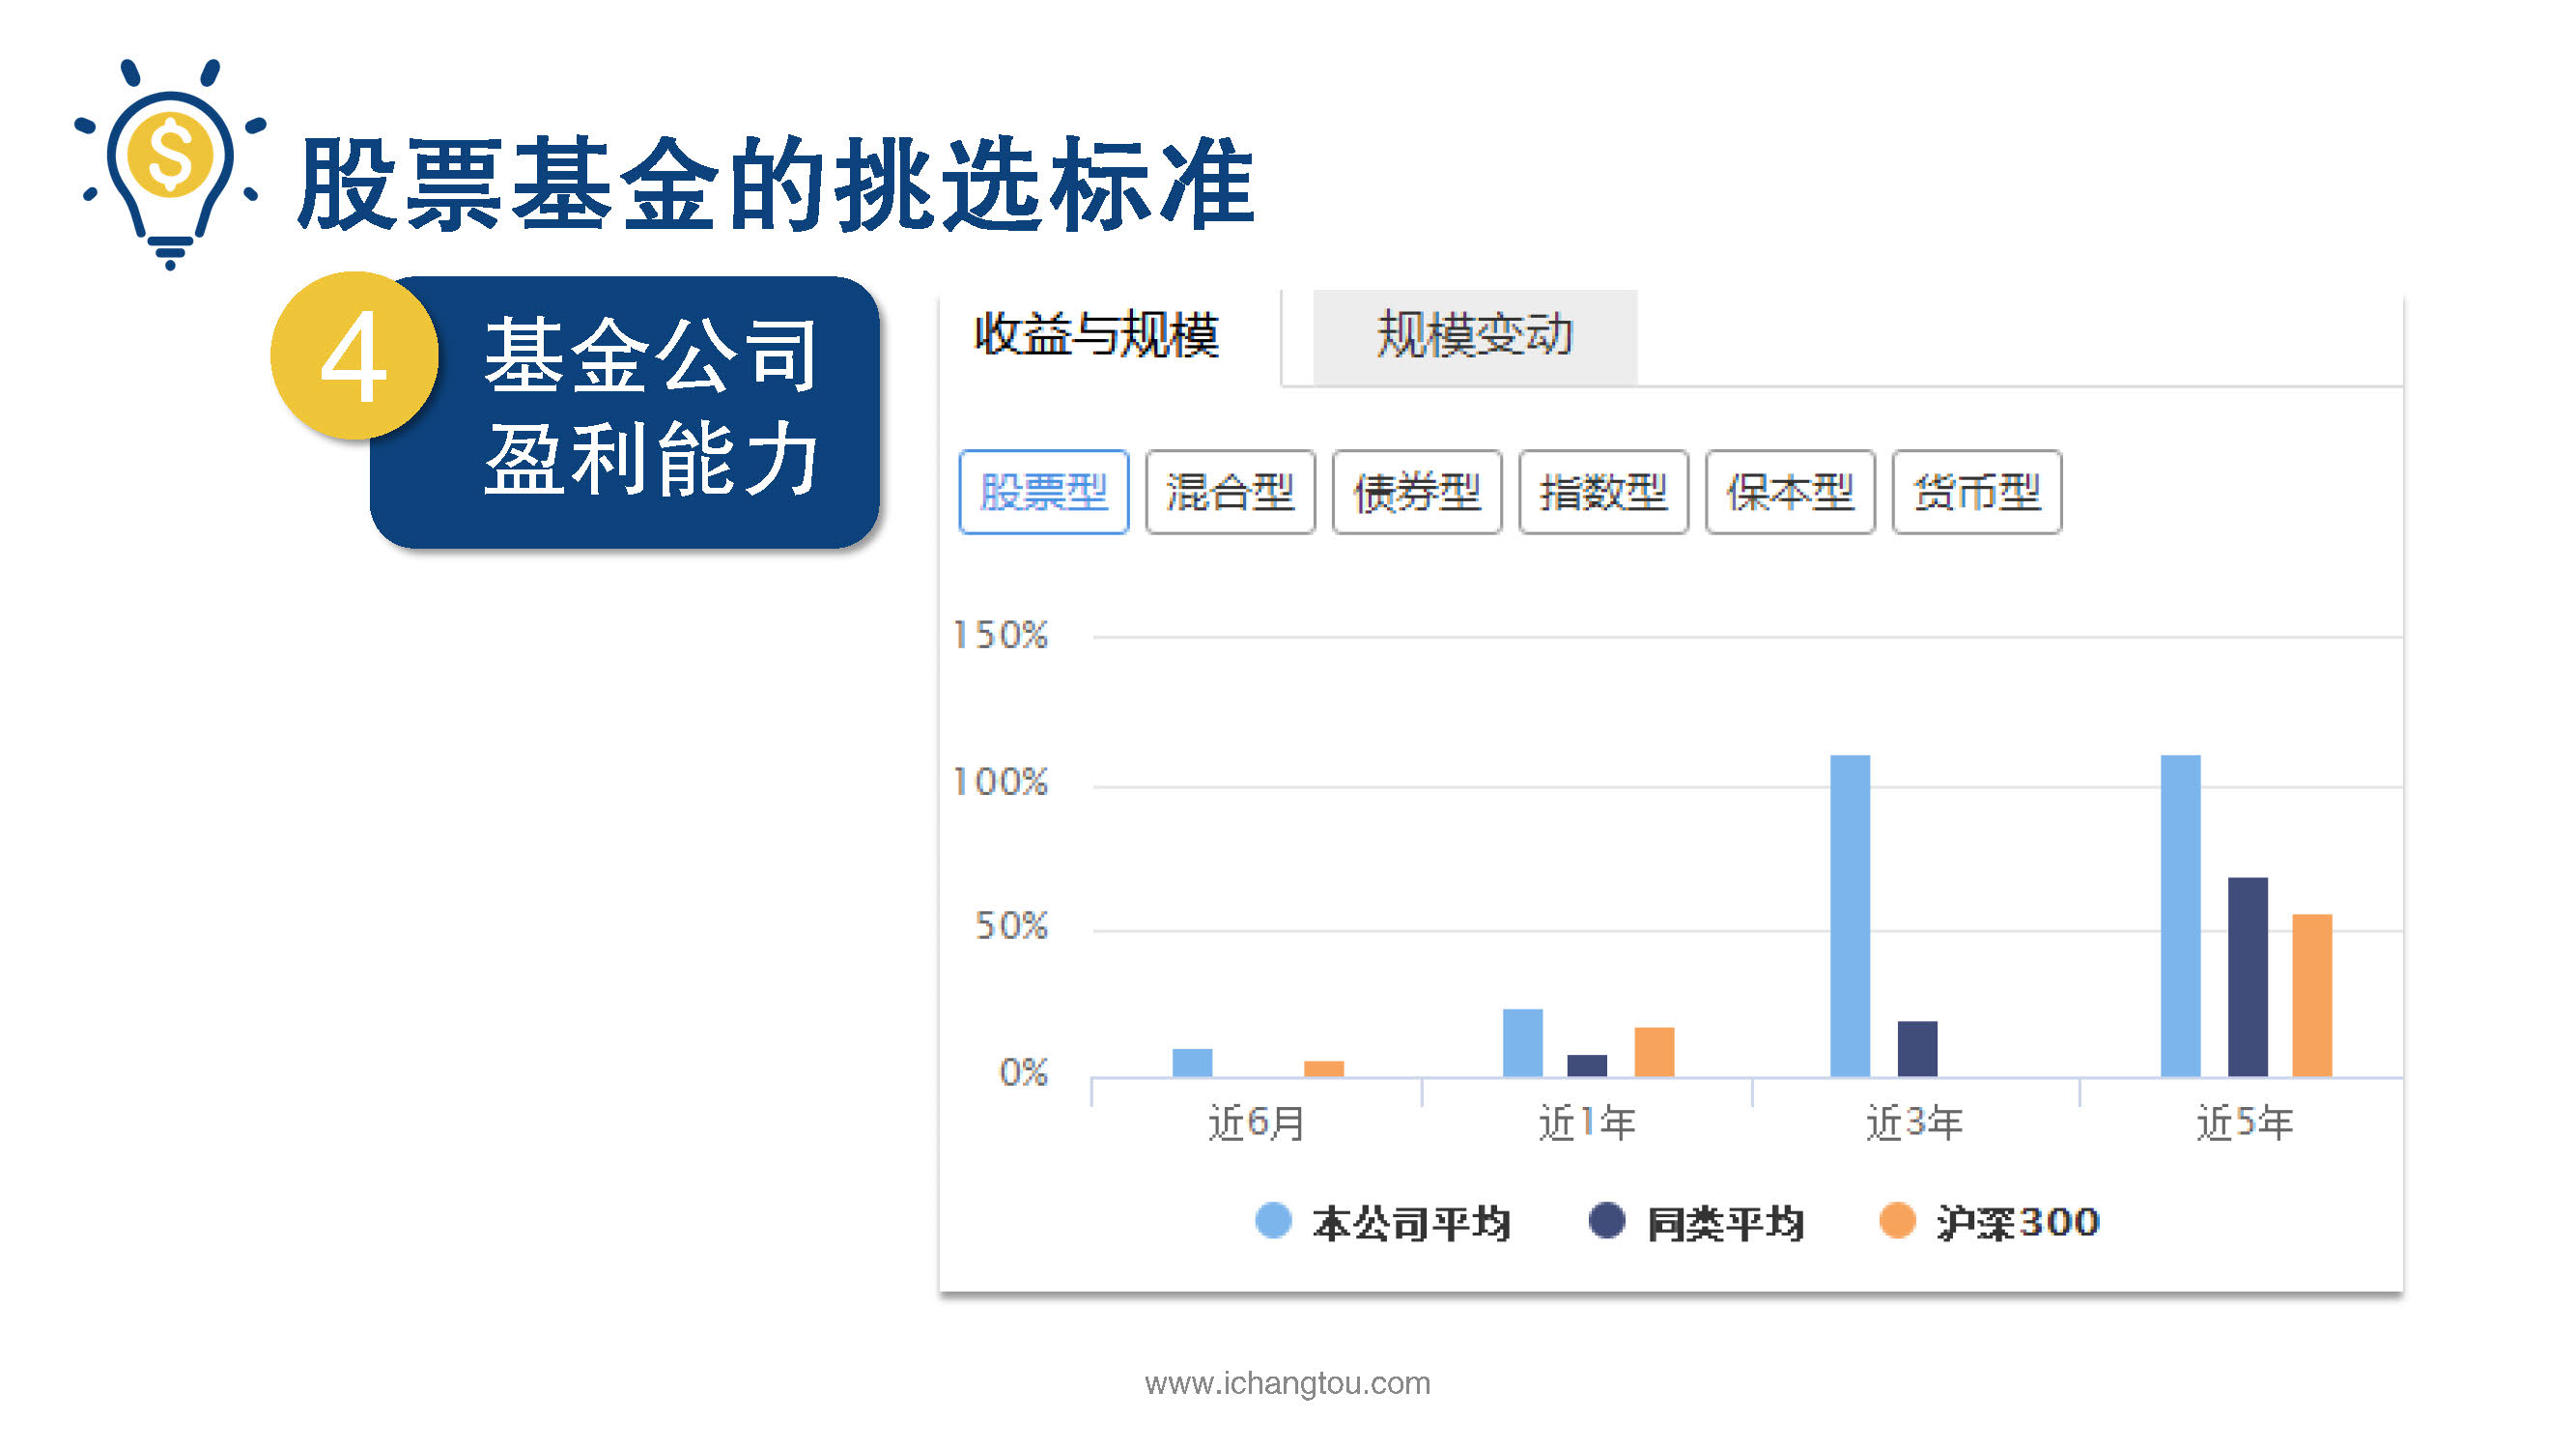 $
股票基金的挑选标准
4
基金公司
盈利能力
收益与规模 规模变动
股票型 混合型 债券型 指数型 保本型 货币型
150%
100%
50%
0%
近6月 近1年 近3年 近5年
本公司平均 同类平均 沪深300
www.ichangtou.com